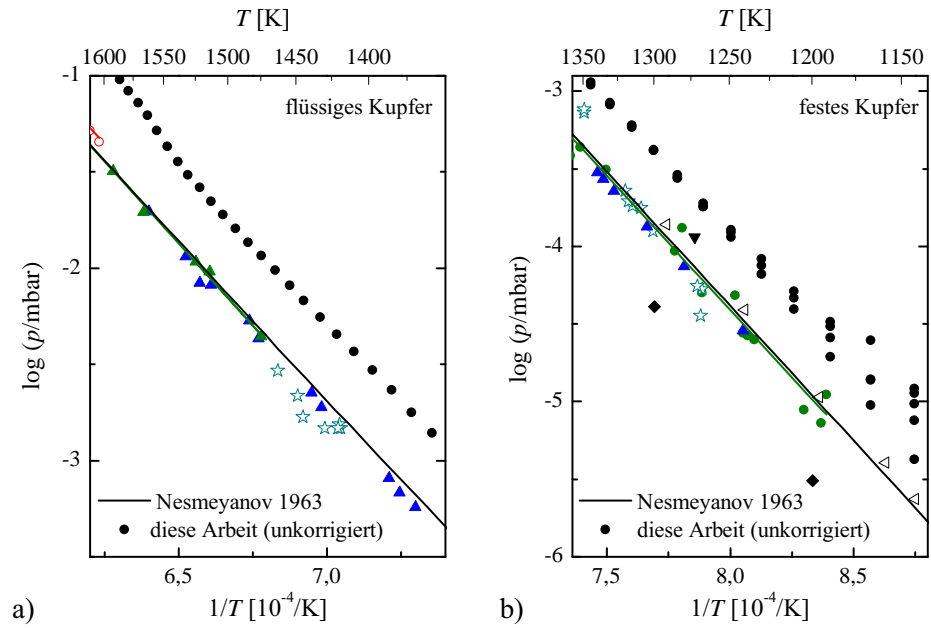 T [K]
1600 1550 1500 1450 1400
-1
-2
-3
log (p/mbar)
flüssiges Kupfer
Nesmeyanov 1963
diese Arbeit (unkorrigiert)
6,5 7,0
1/T [10⁻⁴/K]
a)
T [K]
1350 1300 1250 1200 1150
-3
-4
-5
-6
log (p/mbar)
festes Kupfer
Nesmeyanov 1963
diese Arbeit (unkorrigiert)
7,5 8,0 8,5
1/T [10⁻⁴/K]
b)